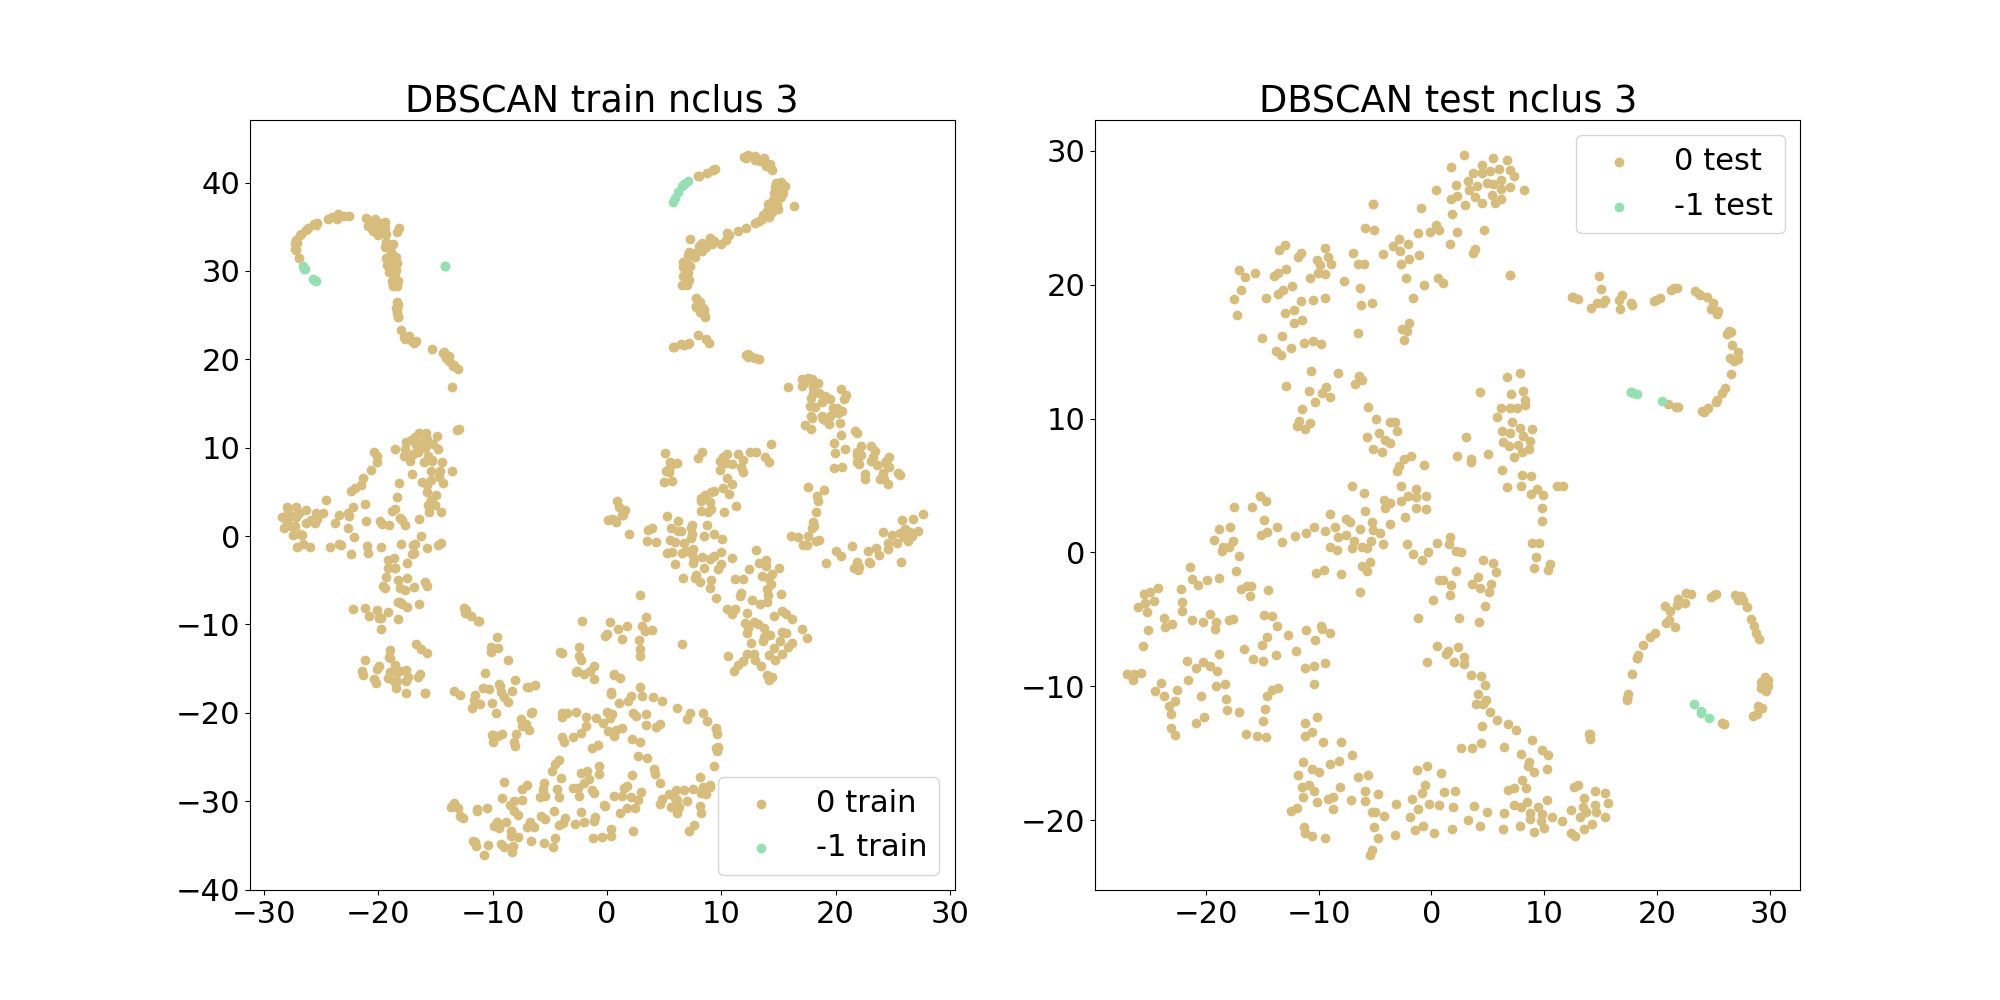 DBSCAN train nclus 3
40
30
20
10
0
−10
−20
−30
−40
−30 −20 −10 0 10 20 30
0 train
-1 train
DBSCAN test nclus 3
30
20
10
0
−10
−20
−20 −10 0 10 20 30
0 test
-1 test